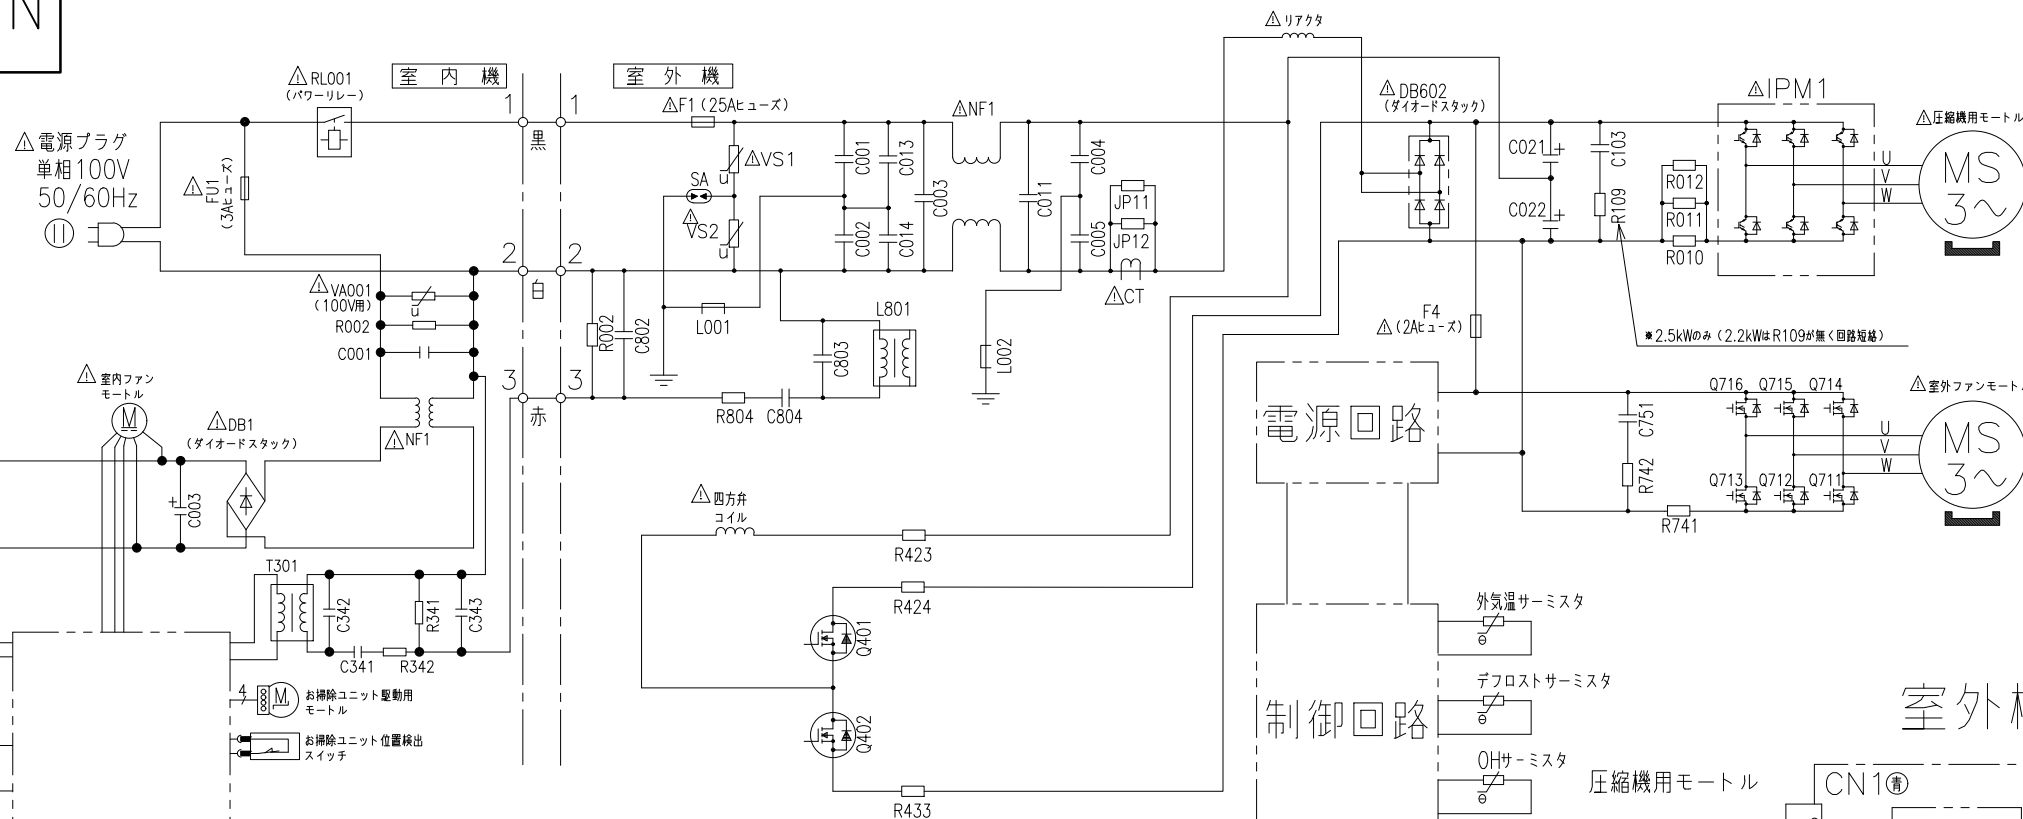 N
⚠リアクタ
⚠RL001
(パワーリレー)
室内機
室外機
⚠F1(25Aヒューズ)
⚠NF1
⚠DB602
(ダイオードスタック)
⚠IPM1
⚠圧縮機用モートル
⚠電源プラグ
単相100V
50/60Hz
⚠FU1
(3Aヒューズ)
1
1
黒
⚠VS1
u
SA
⚠VS2
u
C001
C013
C003
C002
C014
C011
C004
C005
JP11
JP12
⚠CT
C021
+
C022
+
C103
R109
R012
R011
R010
U
V
W
MS
3~
2
2
白
⚠VA001
(100V用)
u
R002
C001
R002
C802
L001
L801
C803
L002
F4
⚠(2Aヒューズ)
※2.5kWのみ(2.2kWはR109が無く回路短絡)
3
3
赤
R804
C804
⚠室内ファン
モートル
M
⚠DB1
(ダイオードスタック)
⚠NF1
+
C003
電源回路
C751
R742
R741
Q716
Q715
Q714
Q713
Q712
Q711
⚠室外ファンモートル
U
V
W
MS
3~
⚠四方弁
コイル
R423
R424
Q401
Q402
R433
T301
C342
R341
C343
C341
R342
4
M
お掃除ユニット駆動用
モートル
お掃除ユニット位置検出
スイッチ
制御回路
外気温サーミスタ
θ
デフロストサーミスタ
θ
OHサーミスタ
θ
室外機
圧縮機用モートル
CN1青